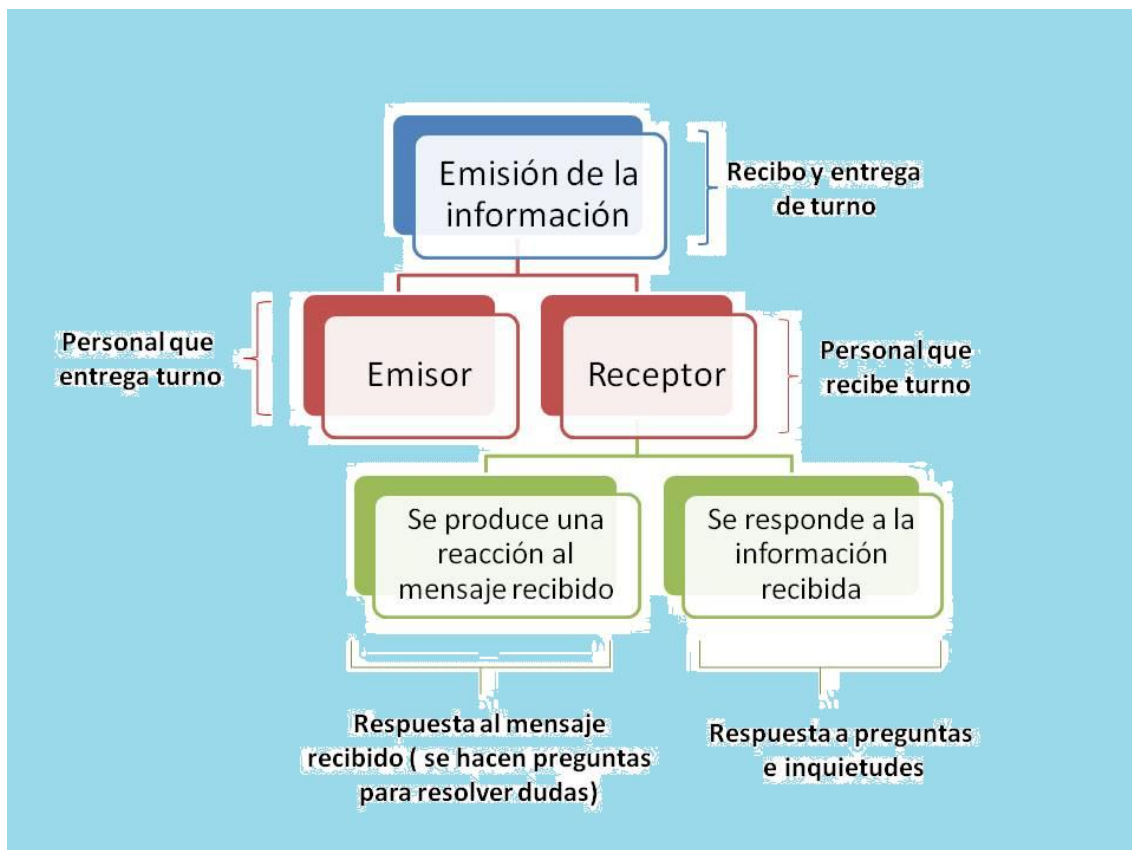 Emisión de la
información
Recibo y entrega
de turno
Personal que
entrega turno
Emisor
Receptor
Personal que
recibe turno
Se produce una
reacción al
mensaje recibido
Se responde a la
información
recibida
Respuesta al mensaje
recibido ( se hacen preguntas
para resolver dudas)
Respuesta a preguntas
e inquietudes